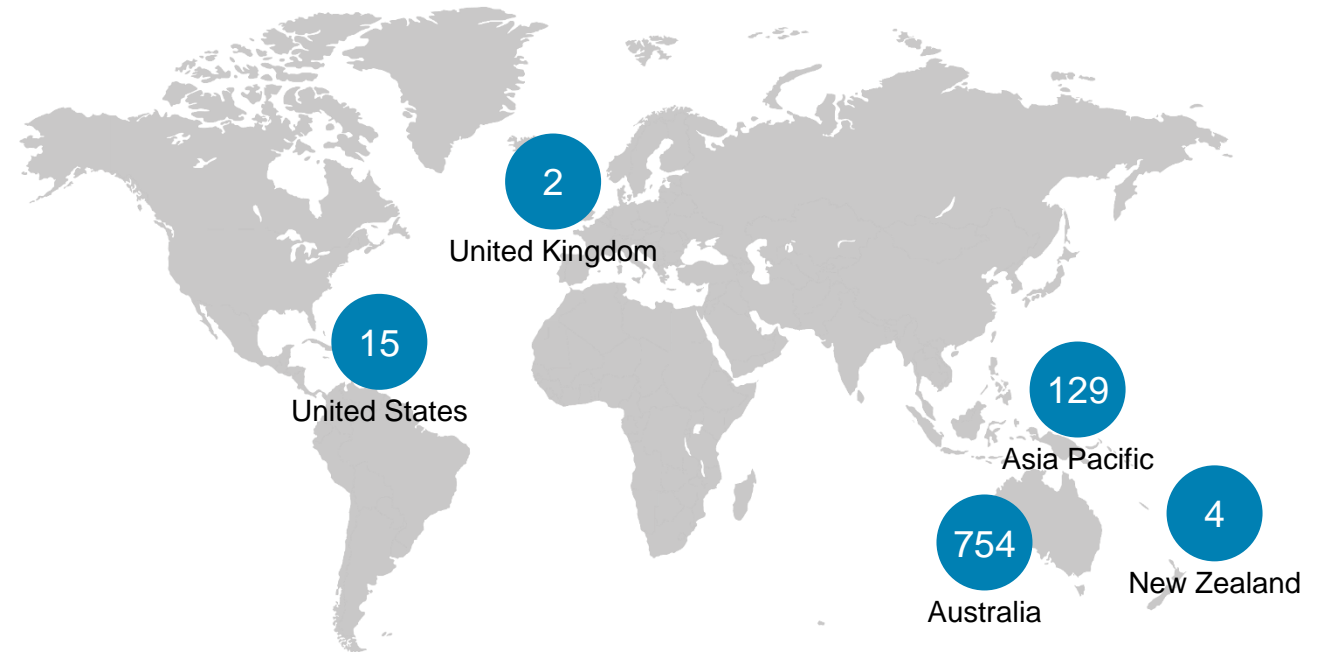 2
United Kingdom
15
United States
129
Asia Pacific
4
New Zealand
754
Australia